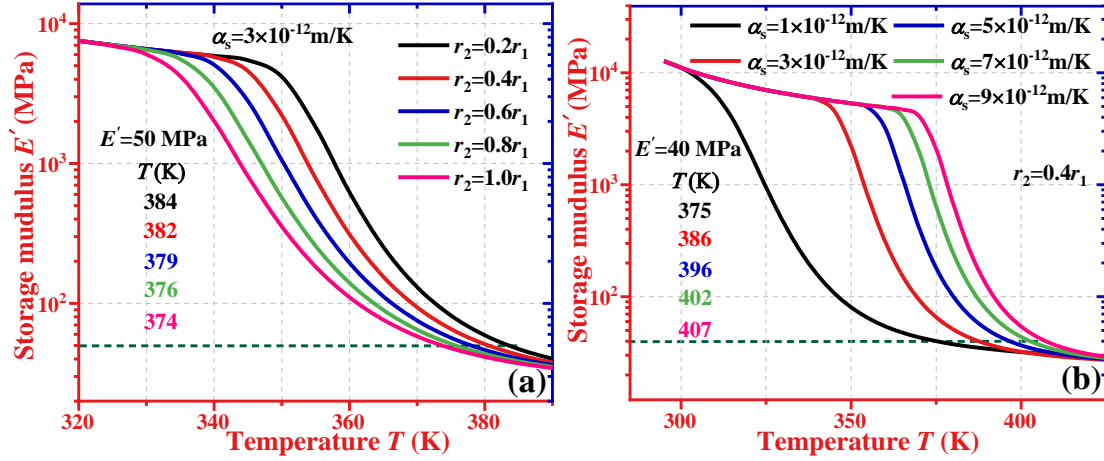 10⁴
10³
10²
Storage mudulus E′ (MPa)
αₛ=3×10⁻¹²m/K
r₂=0.2r₁
r₂=0.4r₁
r₂=0.6r₁
r₂=0.8r₁
r₂=1.0r₁
E′=50 MPa
T(K)
384
382
379
376
374
(a)
320 340 360 380
Temperature T (K)
10⁴
10³
10²
Storage mudulus E′ (MPa)
αₛ=1×10⁻¹²m/K
αₛ=3×10⁻¹²m/K
αₛ=5×10⁻¹²m/K
αₛ=7×10⁻¹²m/K
αₛ=9×10⁻¹²m/K
E′=40 MPa
T(K)
375
386
396
402
407
r₂=0.4r₁
(b)
300 350 400
Temperature T (K)